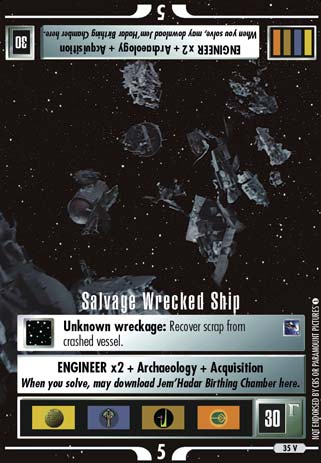 5
ENGINEER x2 + Archaeology + Acquisition
When you solve, may download Jem'Hadar Birthing Chamber here.
30
Salvage Wrecked Ship
Unknown wreckage: Recover scrap from
crashed vessel.
ENGINEER x2 + Archaeology + Acquisition
When you solve, may download Jem'Hadar Birthing Chamber here.
30
Γ
5
35 V
NOT ENDORSED BY CBS OR PARAMOUNT PICTURES